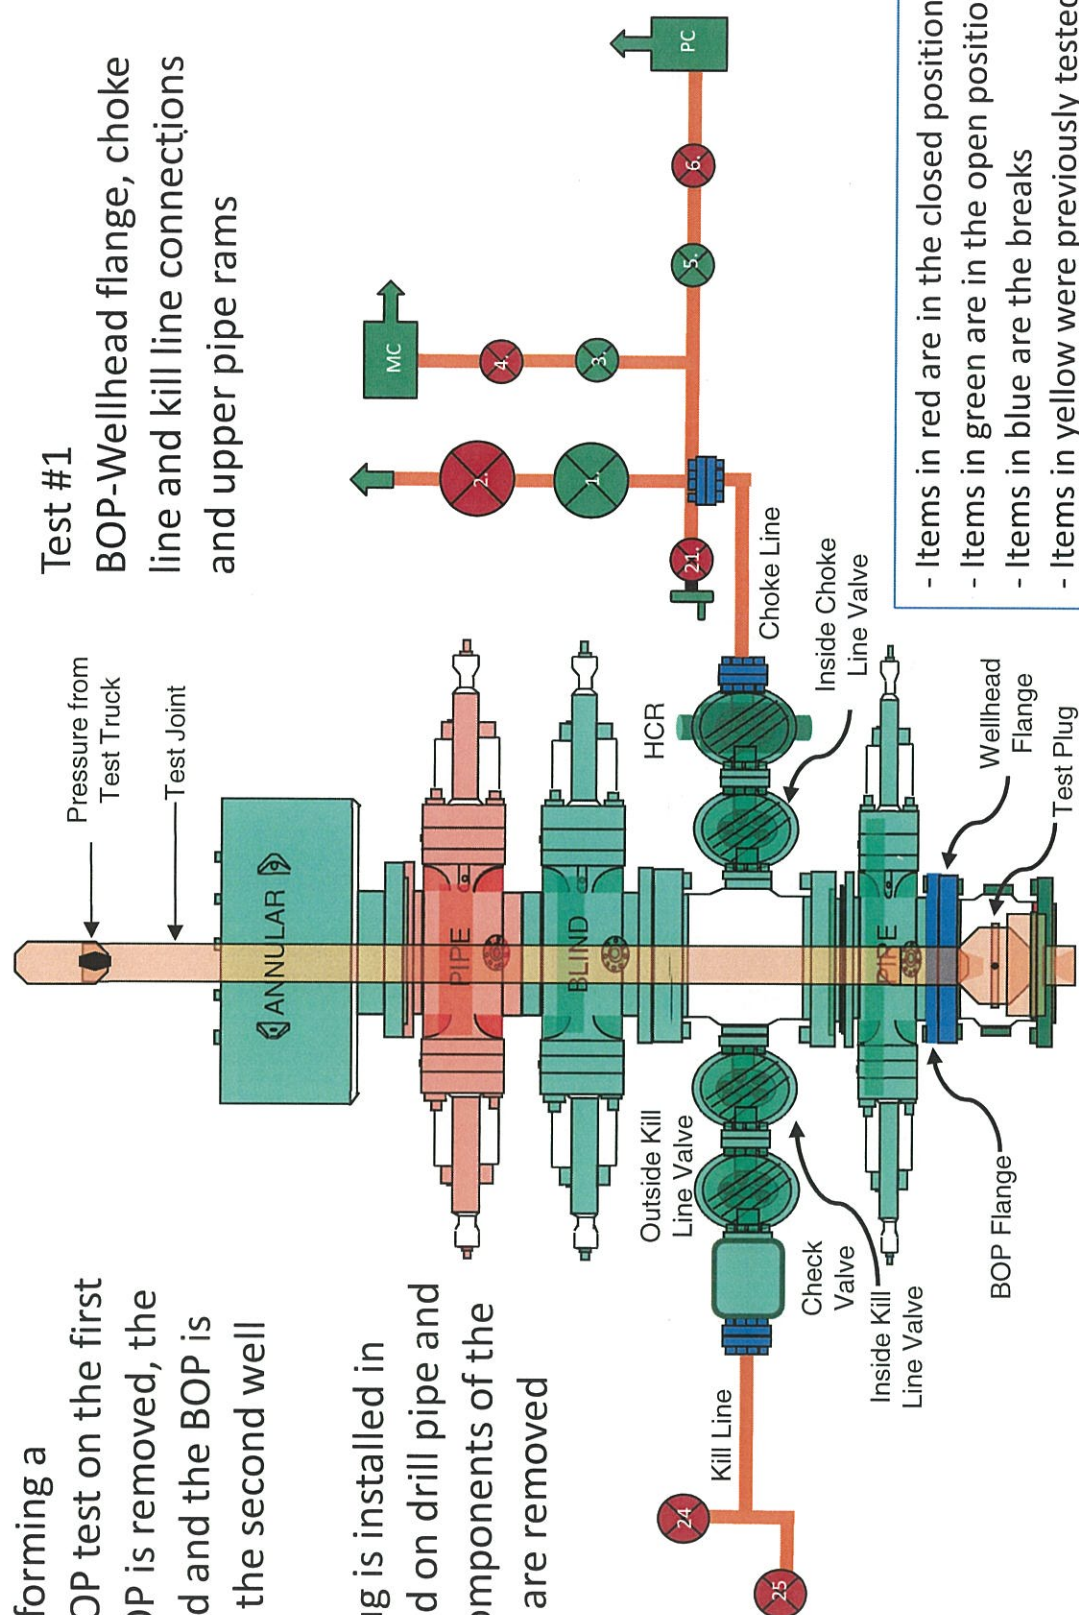 forming a
OP test on the first
OP is removed, the
d and the BOP is
the second well
ug is installed in
d on drill pipe and
omponents of the
are removed
Test #1
BOP-Wellhead flange, choke
line and kill line connections
and upper pipe rams
Pressure from
Test Truck
Test Joint
ANNULAR
PIPE
BLIND
PIPE
HCR
Inside Choke
Line Valve
Choke Line
Outside Kill
Line Valve
Check
Valve
Inside Kill
Line Valve
Kill Line
BOP Flange
Wellhead
Flange
Test Plug
24
25
21.
1.
2.
3.
4.
MC
5.
6.
PC
- Items in red are in the closed position
- Items in green are in the open positio
- Items in blue are the breaks
- Items in yellow were previously tested